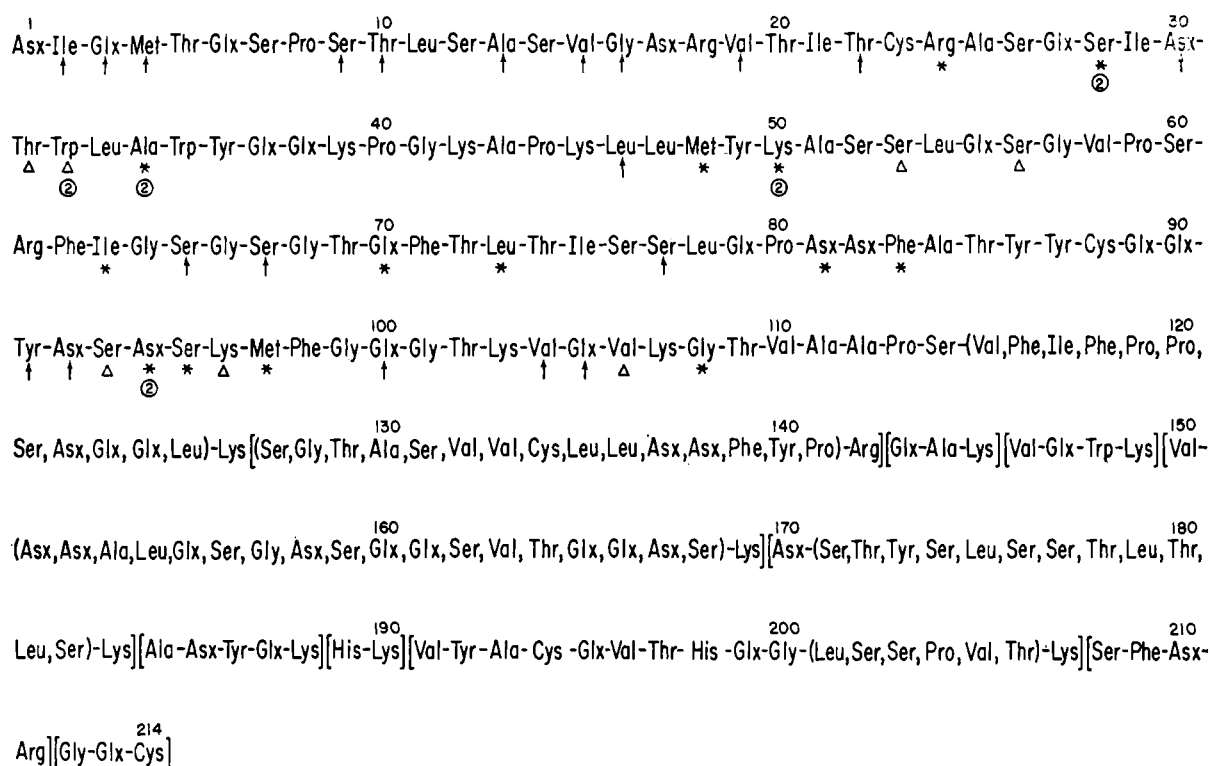 1 10 20 30
Asx-Ile-Glx-Met-Thr-Glx-Ser-Pro-Ser-Thr-Leu-Ser-Ala-Ser-Val-Gly-Asx-Arg-Val-Thr-Ile-Thr-Cys-Arg-Ala-Ser-Glx-Ser-Ile-Asx-
②
40 50 60
Thr-Trp-Leu-Ala-Trp-Tyr-Glx-Glx-Lys-Pro-Gly-Lys-Ala-Pro-Lys-Leu-Leu-Met-Tyr-Lys-Ala-Ser-Ser-Leu-Glx-Ser-Gly-Val-Pro-Ser-
② ② ②
70 80 90
Arg-Phe-Ile-Gly-Ser-Gly-Ser-Gly-Thr-Glx-Phe-Thr-Leu-Thr-Ile-Ser-Ser-Leu-Glx-Pro-Asx-Asx-Phe-Ala-Thr-Tyr-Tyr-Cys-Glx-Glx-
100 110 120
Tyr-Asx-Ser-Asx-Ser-Lys-Met-Phe-Gly-Glx-Gly-Thr-Lys-Val-Glx-Val-Lys-Gly-Thr-Val-Ala-Ala-Pro-Ser-(Val,Phe,Ile,Phe,Pro,Pro,
②
130 140 150
Ser,Asx,Glx,Glx,Leu)-Lys][(Ser,Gly,Thr,Ala,Ser,Val,Val,Cys,Leu,Leu,Asx,Asx,Phe,Tyr,Pro)-Arg][Glx-Ala-Lys][Val-Glx-Trp-Lys][Val-
160 170 180
(Asx,Asx,Ala,Leu,Glx,Ser,Gly,Asx,Ser,Glx,Glx,Ser,Val,Thr,Glx,Glx,Asx,Ser)-Lys][Asx-(Ser,Thr,Tyr,Ser,Leu,Ser,Ser,Thr,Leu,Thr,
190 200 210
Leu,Ser)-Lys][Ala-Asx-Tyr-Glx-Lys][His-Lys][Val-Tyr-Ala-Cys-Glx-Val-Thr-His-Glx-Gly-(Leu,Ser,Ser,Pro,Val,Thr)-Lys][Ser-Phe-Asx-
214
Arg][Gly-Glx-Cys]